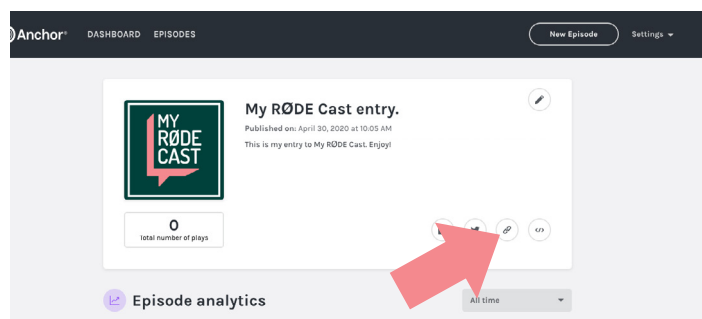 Anchor®
DASHBOARD EPISODES
New Episode
Settings
MY
RØDE
CAST
My RØDE Cast entry.
Published on: April 30, 2020 at 10:05 AM
This is my entry to My RØDE Cast. Enjoy!
0
Total number of plays
Episode analytics
All time